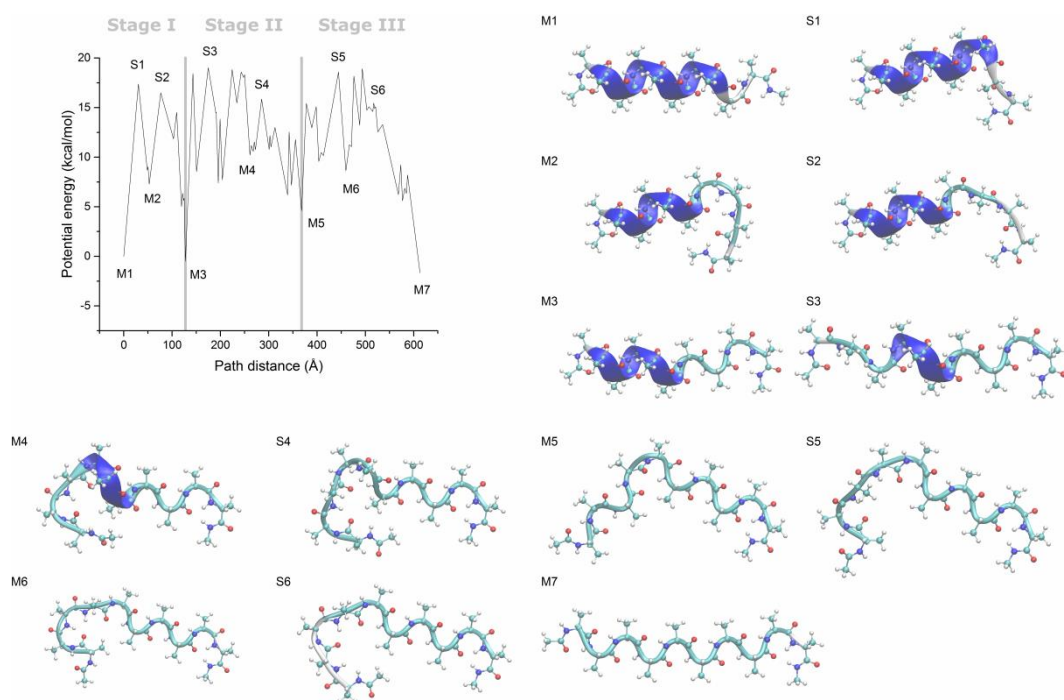 Stage I Stage II Stage III
S1
S2
S3
S4
S5
S6
M1
M2
M3
M4
M5
M6
M7
20
15
10
5
0
-5
0 100 200 300 400 500 600
Potential energy (kcal/mol)
Path distance (Å)
M1 S1
M2 S2
M3 S3
M4 S4 M5 S5
M6 S6 M7